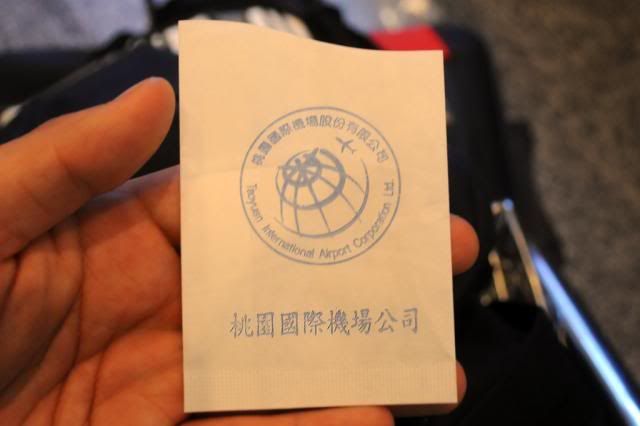 桃園國際機場股份有限公司
Taoyuan International Airport Corporation Ltd.
桃園國際機場公司